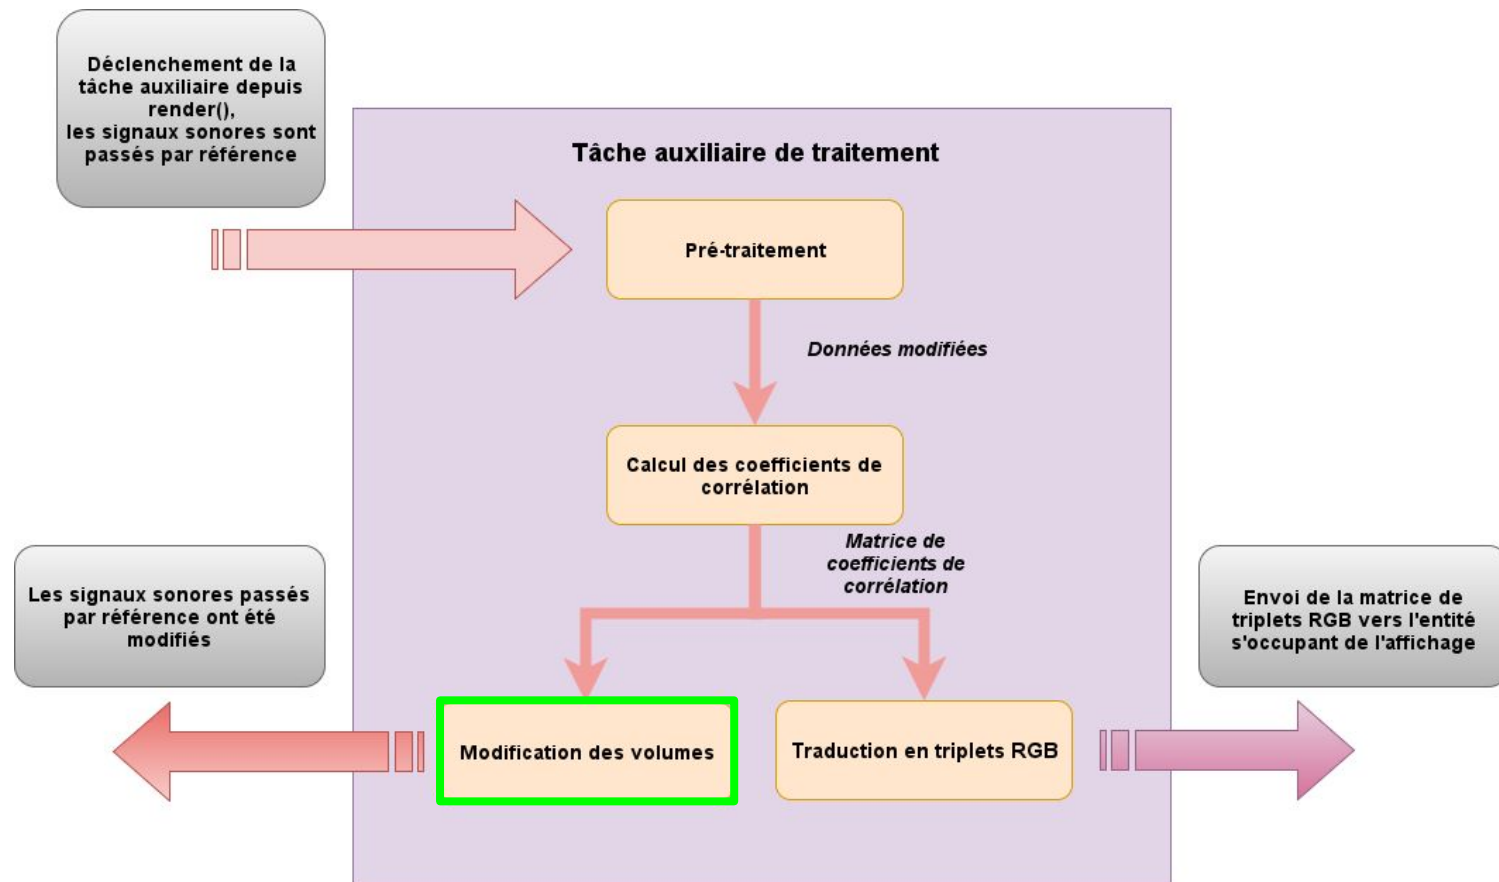 Déclenchement de la
tâche auxiliaire depuis
render(),
les signaux sonores sont
passés par référence
Tâche auxiliaire de traitement
Pré-traitement
Données modifiées
Calcul des coefficients de
corrélation
Matrice de
coefficients de
corrélation
Les signaux sonores passés
par référence ont été
modifiés
Envoi de la matrice de
triplets RGB vers l'entité
s'occupant de l'affichage
Modification des volumes
Traduction en triplets RGB